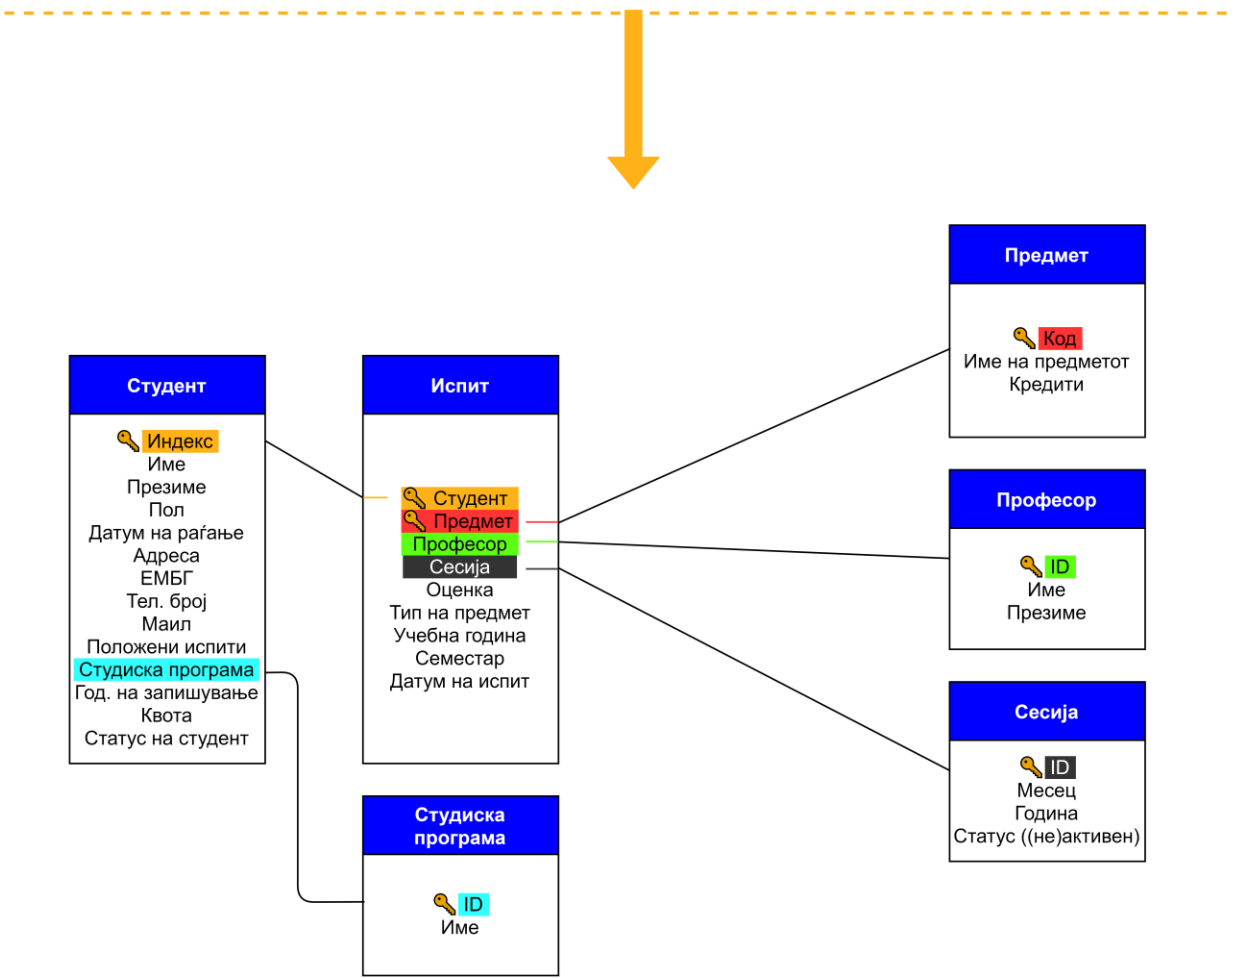 Студент
Индекс
Име
Презиме
Пол
Датум на раѓање
Адреса
ЕМБГ
Тел. број
Маил
Положени испити
Студиска програма
Год. на запишување
Квота
Статус на студент
Испит
Студент
Предмет
Професор
Сесија
Оценка
Тип на предмет
Учебна година
Семестар
Датум на испит
Студиска
програма
ID
Име
Предмет
Код
Име на предметот
Кредити
Професор
ID
Име
Презиме
Сесија
ID
Месец
Година
Статус ((не)активен)